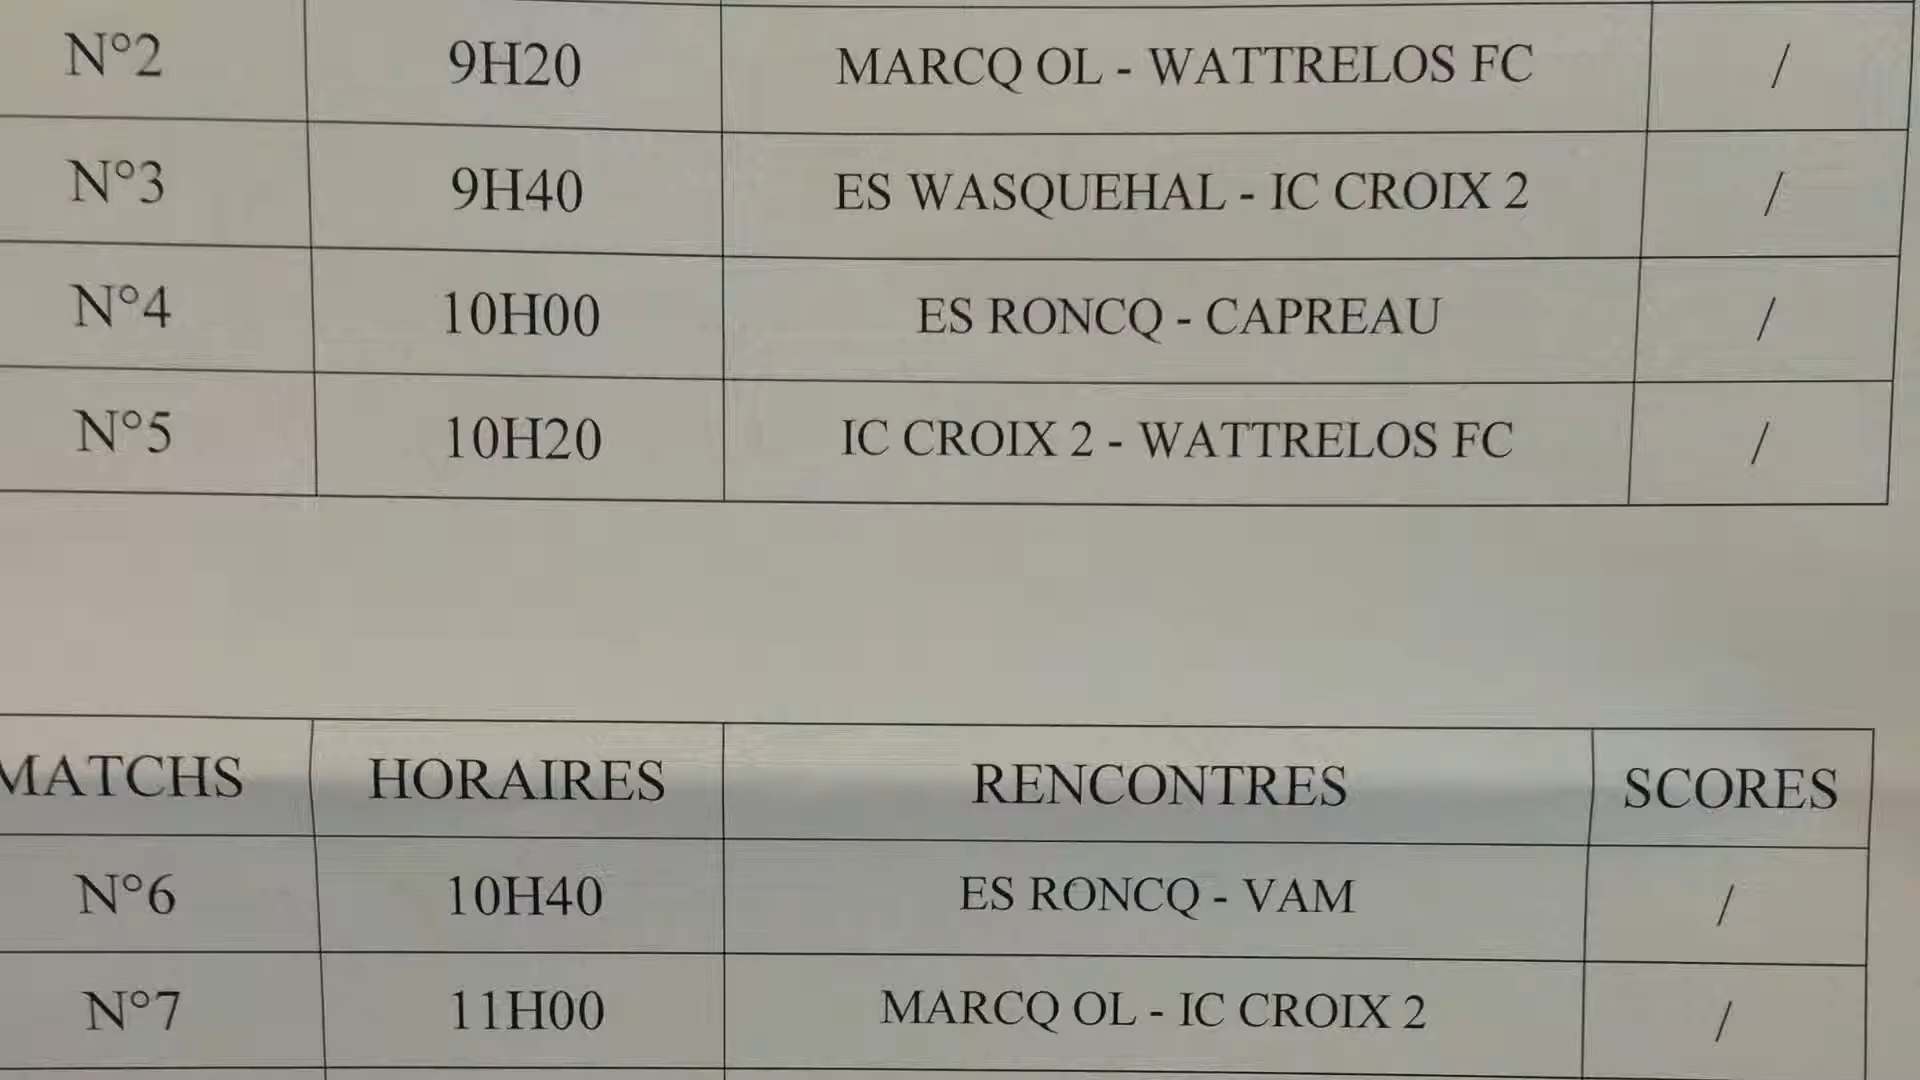 N°2 9H20 MARCQ OL - WATTRELOS FC /
N°3 9H40 ES WASQUEHAL - IC CROIX 2 /
N°4 10H00 ES RONCQ - CAPREAU /
N°5 10H20 IC CROIX 2 - WATTRELOS FC /
MATCHS HORAIRES RENCONTRES SCORES
N°6 10H40 ES RONCQ - VAM /
N°7 11H00 MARCQ OL - IC CROIX 2 /